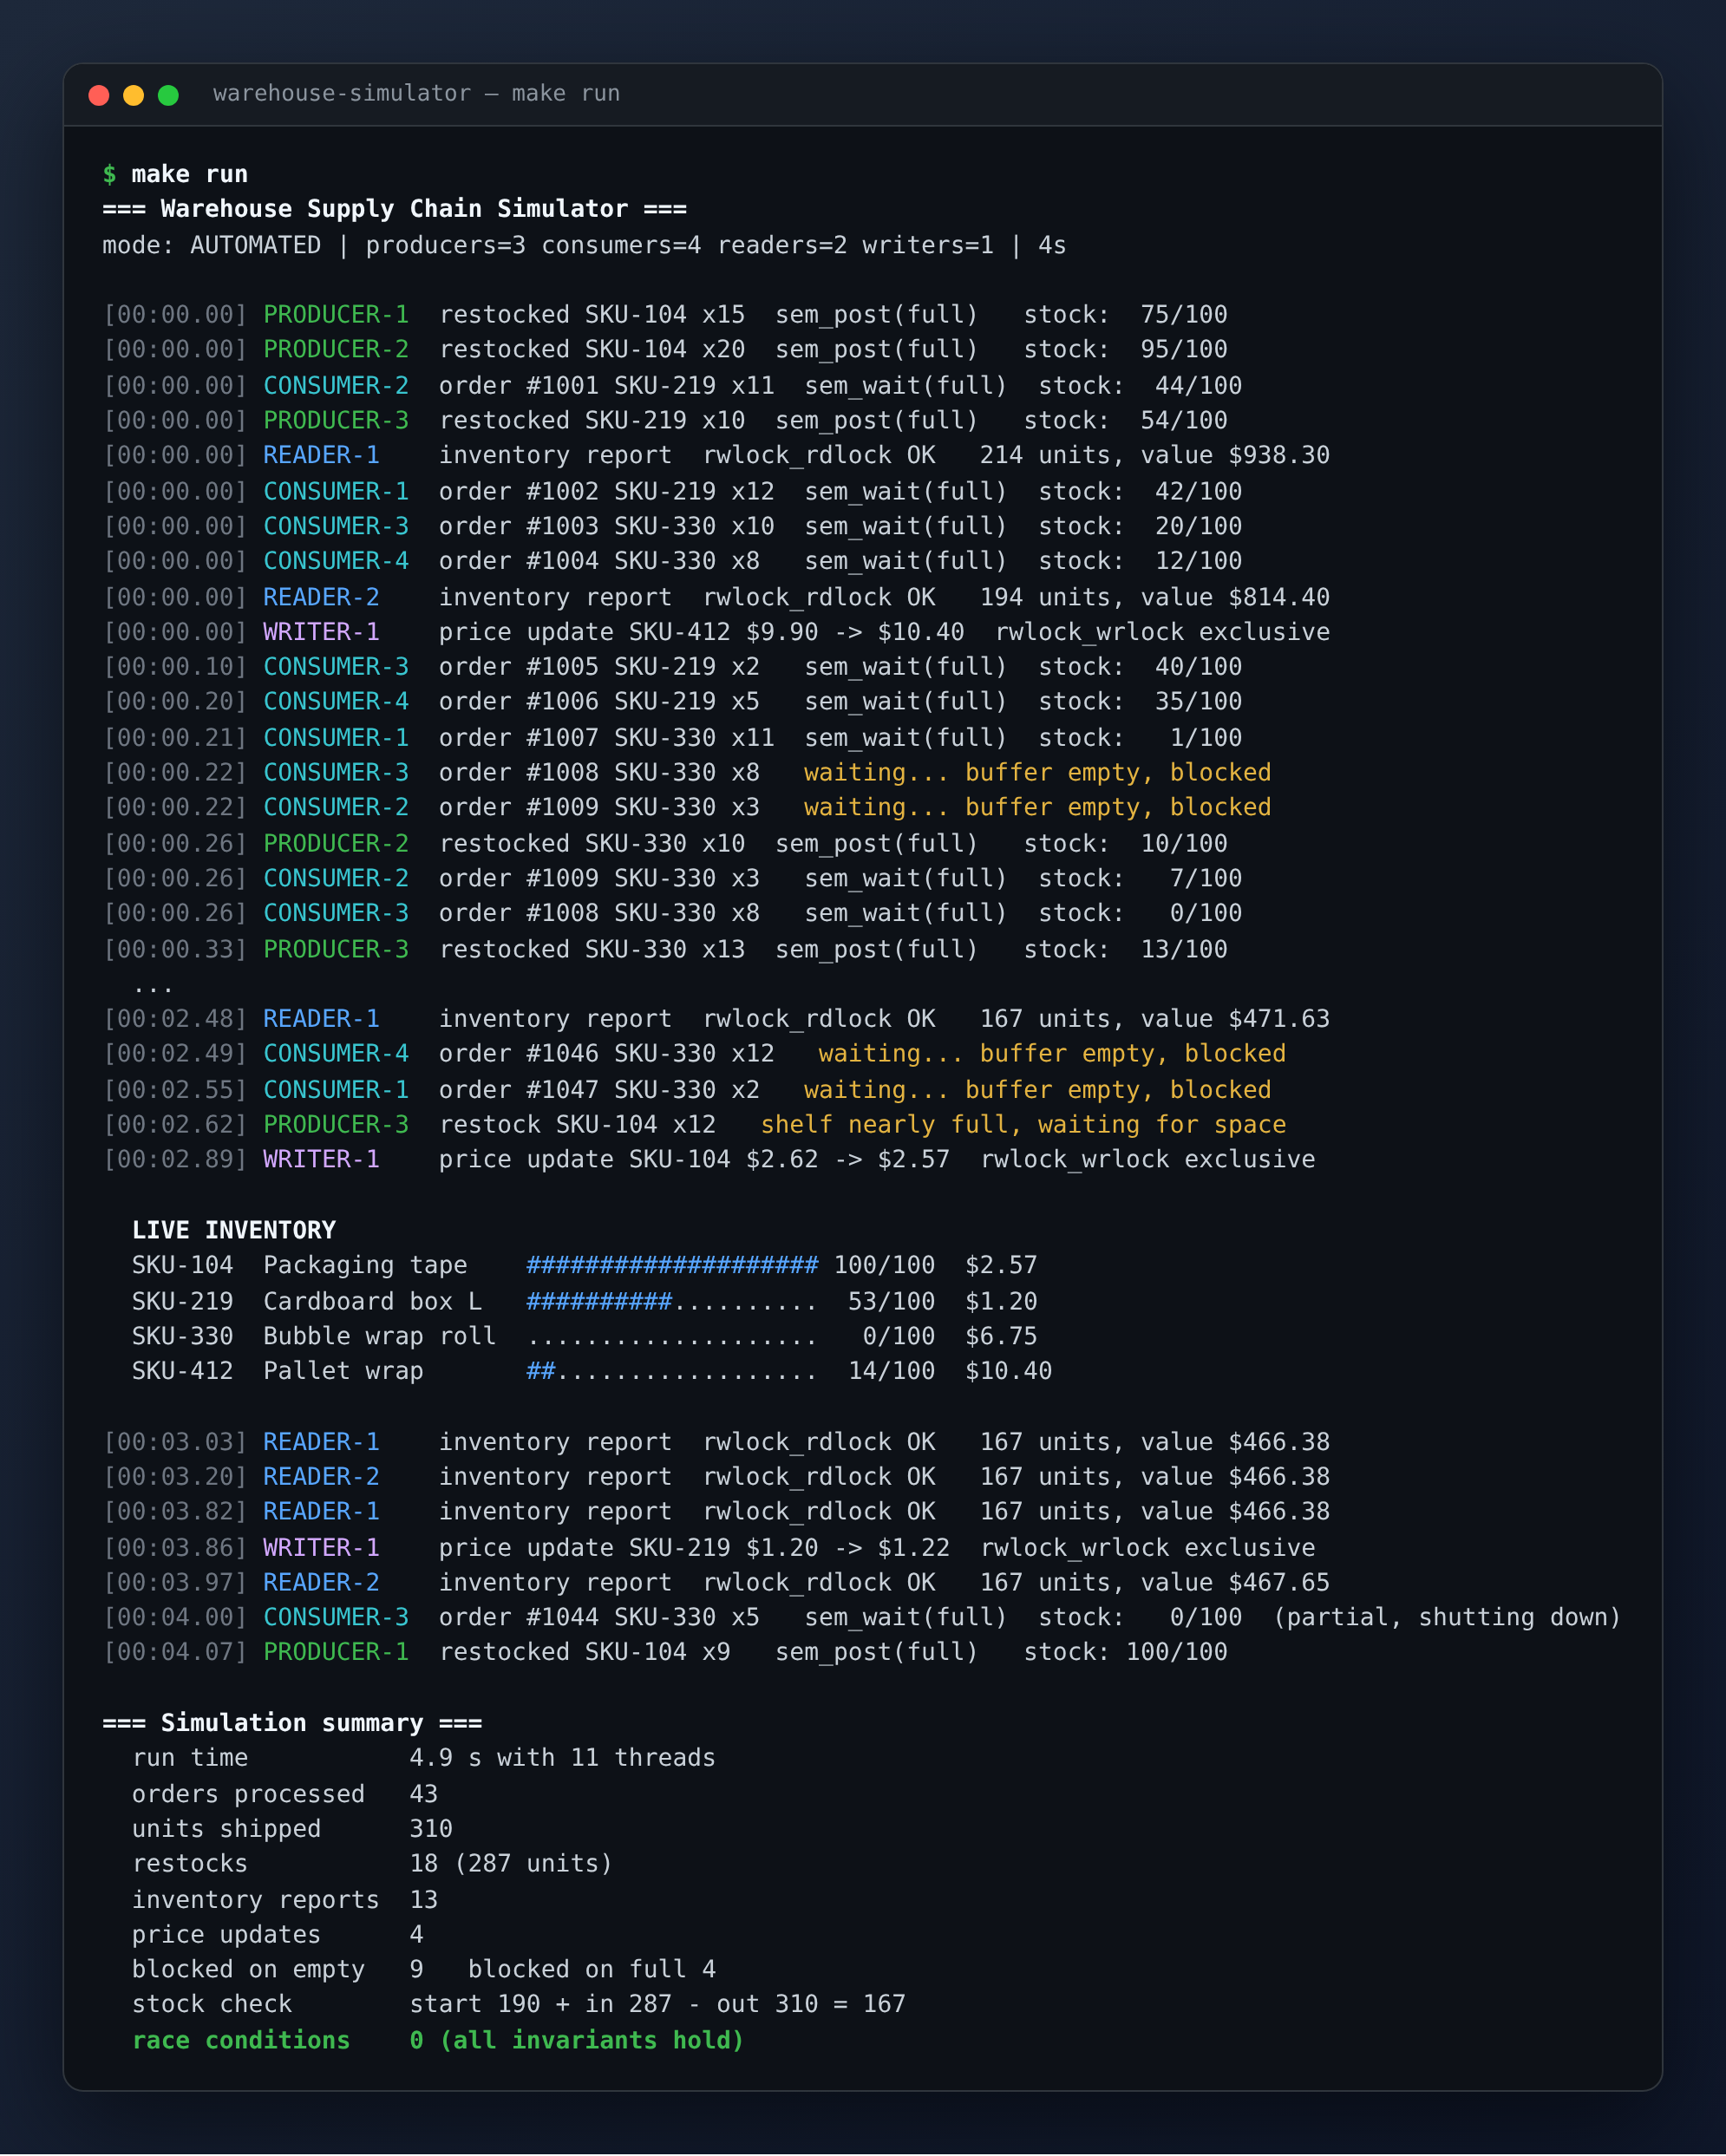 warehouse-simulator — make run
$ make run
=== Warehouse Supply Chain Simulator ===
mode: AUTOMATED | producers=3 consumers=4 readers=2 writers=1 | 4s
[00:00.00] PRODUCER-1  restocked SKU-104 x15  sem_post(full)   stock:  75/100
[00:00.00] PRODUCER-2  restocked SKU-104 x20  sem_post(full)   stock:  95/100
[00:00.00] CONSUMER-2  order #1001 SKU-219 x11  sem_wait(full)  stock:  44/100
[00:00.00] PRODUCER-3  restocked SKU-219 x10  sem_post(full)   stock:  54/100
[00:00.00] READER-1    inventory report  rwlock_rdlock OK   214 units, value $938.30
[00:00.00] CONSUMER-1  order #1002 SKU-219 x12  sem_wait(full)  stock:  42/100
[00:00.00] CONSUMER-3  order #1003 SKU-330 x10  sem_wait(full)  stock:  20/100
[00:00.00] CONSUMER-4  order #1004 SKU-330 x8   sem_wait(full)  stock:  12/100
[00:00.00] READER-2    inventory report  rwlock_rdlock OK   194 units, value $814.40
[00:00.00] WRITER-1    price update SKU-412 $9.90 -> $10.40  rwlock_wrlock exclusive
[00:00.10] CONSUMER-3  order #1005 SKU-219 x2   sem_wait(full)  stock:  40/100
[00:00.20] CONSUMER-4  order #1006 SKU-219 x5   sem_wait(full)  stock:  35/100
[00:00.21] CONSUMER-1  order #1007 SKU-330 x11  sem_wait(full)  stock:   1/100
[00:00.22] CONSUMER-3  order #1008 SKU-330 x8   waiting... buffer empty, blocked
[00:00.22] CONSUMER-2  order #1009 SKU-330 x3   waiting... buffer empty, blocked
[00:00.26] PRODUCER-2  restocked SKU-330 x10  sem_post(full)   stock:  10/100
[00:00.26] CONSUMER-2  order #1009 SKU-330 x3   sem_wait(full)  stock:   7/100
[00:00.26] CONSUMER-3  order #1008 SKU-330 x8   sem_wait(full)  stock:   0/100
[00:00.33] PRODUCER-3  restocked SKU-330 x13  sem_post(full)   stock:  13/100
...
[00:02.48] READER-1    inventory report  rwlock_rdlock OK   167 units, value $471.63
[00:02.49] CONSUMER-4  order #1046 SKU-330 x12   waiting... buffer empty, blocked
[00:02.55] CONSUMER-1  order #1047 SKU-330 x2   waiting... buffer empty, blocked
[00:02.62] PRODUCER-3  restock SKU-104 x12   shelf nearly full, waiting for space
[00:02.89] WRITER-1    price update SKU-104 $2.62 -> $2.57  rwlock_wrlock exclusive
LIVE INVENTORY
SKU-104  Packaging tape    #################### 100/100  $2.57
SKU-219  Cardboard box L   ##########..........  53/100  $1.20
SKU-330  Bubble wrap roll  ....................   0/100  $6.75
SKU-412  Pallet wrap       ##..................  14/100  $10.40
[00:03.03] READER-1    inventory report  rwlock_rdlock OK   167 units, value $466.38
[00:03.20] READER-2    inventory report  rwlock_rdlock OK   167 units, value $466.38
[00:03.82] READER-1    inventory report  rwlock_rdlock OK   167 units, value $466.38
[00:03.86] WRITER-1    price update SKU-219 $1.20 -> $1.22  rwlock_wrlock exclusive
[00:03.97] READER-2    inventory report  rwlock_rdlock OK   167 units, value $467.65
[00:04.00] CONSUMER-3  order #1044 SKU-330 x5   sem_wait(full)  stock:   0/100  (partial, shutting down)
[00:04.07] PRODUCER-1  restocked SKU-104 x9   sem_post(full)   stock: 100/100
=== Simulation summary ===
run time           4.9 s with 11 threads
orders processed   43
units shipped      310
restocks           18 (287 units)
inventory reports  13
price updates      4
blocked on empty   9   blocked on full 4
stock check        start 190 + in 287 - out 310 = 167
race conditions    0 (all invariants hold)